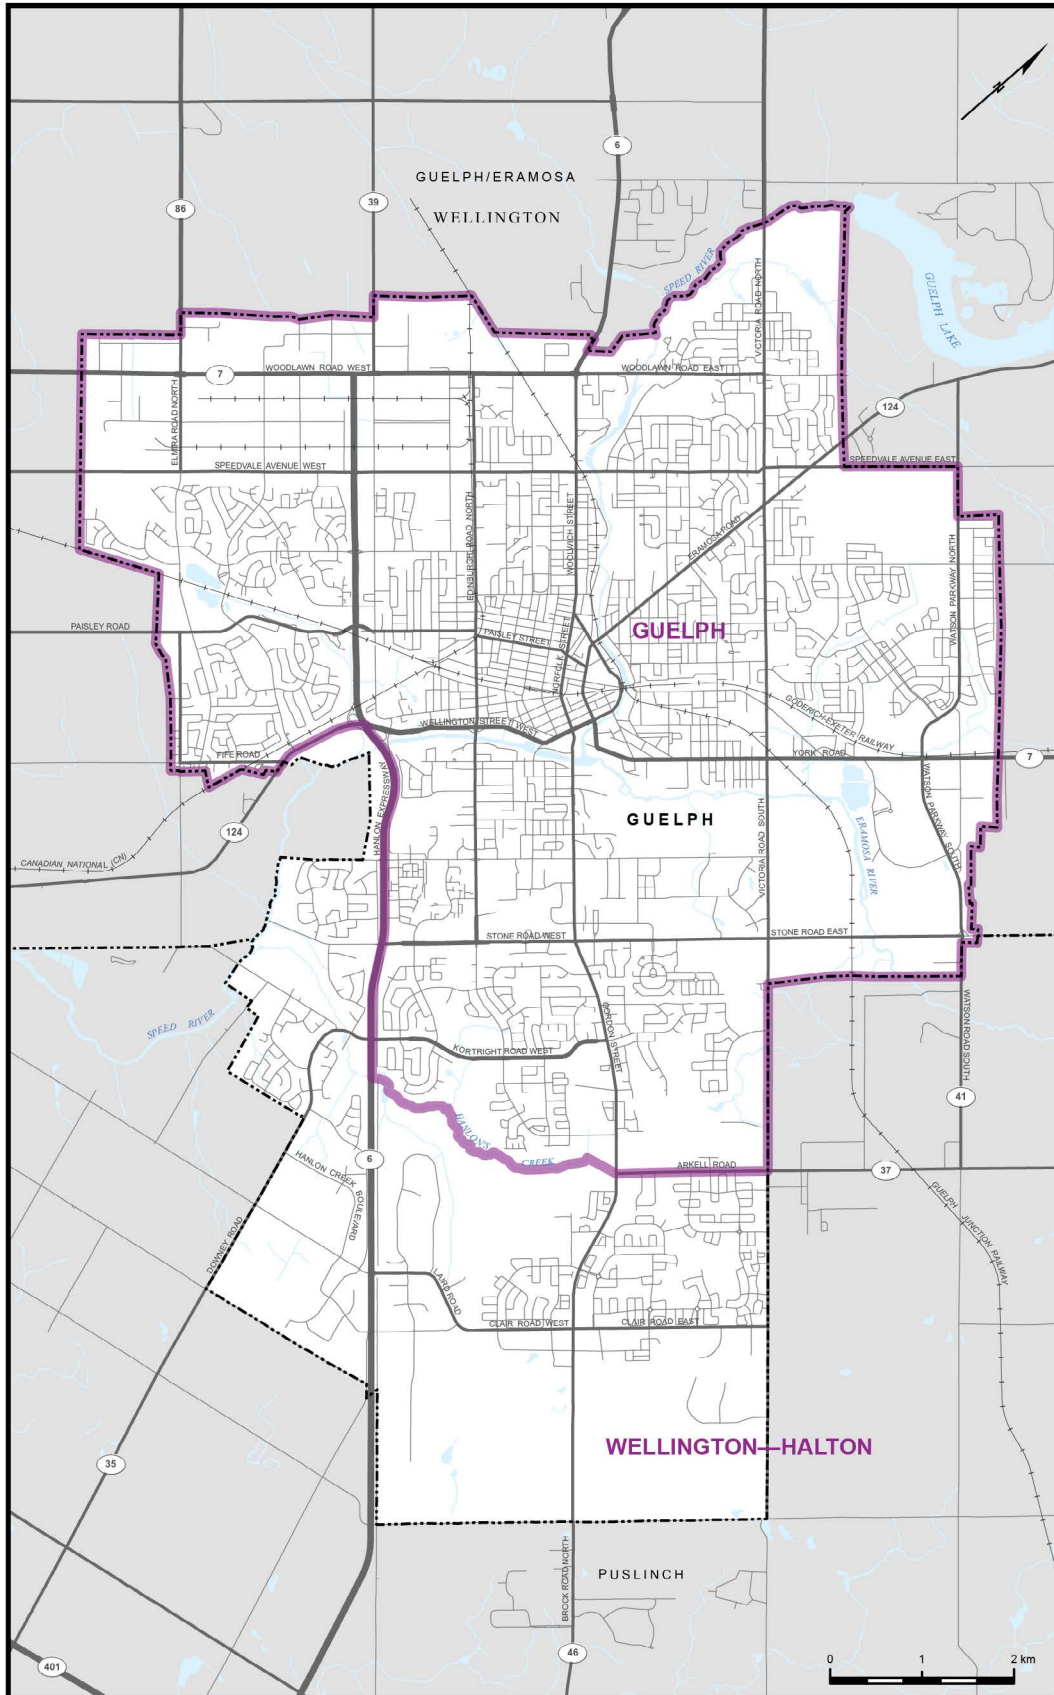 N
6
GUELPH/ERAMOSA
WELLINGTON
86
39
SPEED RIVER
VICTORIA ROAD NORTH
GUELPH LAKE
7
WOODLAWN ROAD WEST
WOODLAWN ROAD EAST
124
ELMIRA ROAD NORTH
SPEEDVALE AVENUE WEST
SPEEDVALE AVENUE EAST
EDINBURGH ROAD NORTH
WOOLWICH STREET
ERAMOSA ROAD
WATSON PARKWAY NORTH
PAISLEY ROAD
PAISLEY STREET
NORFOLK STREET
GUELPH
WELLINGTON STREET WEST
GODERICH-EXETER RAILWAY
FIFE ROAD
YORK ROAD
7
HANLON EXPRESSWAY
124
GUELPH
VICTORIA ROAD SOUTH
WATSON PARKWAY SOUTH
ERAMOSA RIVER
CANADIAN NATIONAL (CN)
STONE ROAD WEST
STONE ROAD EAST
SPEED RIVER
GORDON STREET
WATSON ROAD SOUTH
KORTRIGHT ROAD WEST
41
HANLON'S
CREEK
6
ARKELL ROAD
37
HANLON CREEK BOULEVARD
GUELPH JUNCTION RAILWAY
DOWNEY ROAD
LAIRD ROAD
CLAIR ROAD WEST
CLAIR ROAD EAST
WELLINGTON—HALTON
35
BROCK ROAD NORTH
PUSLINCH
46
401
0 1 2 km